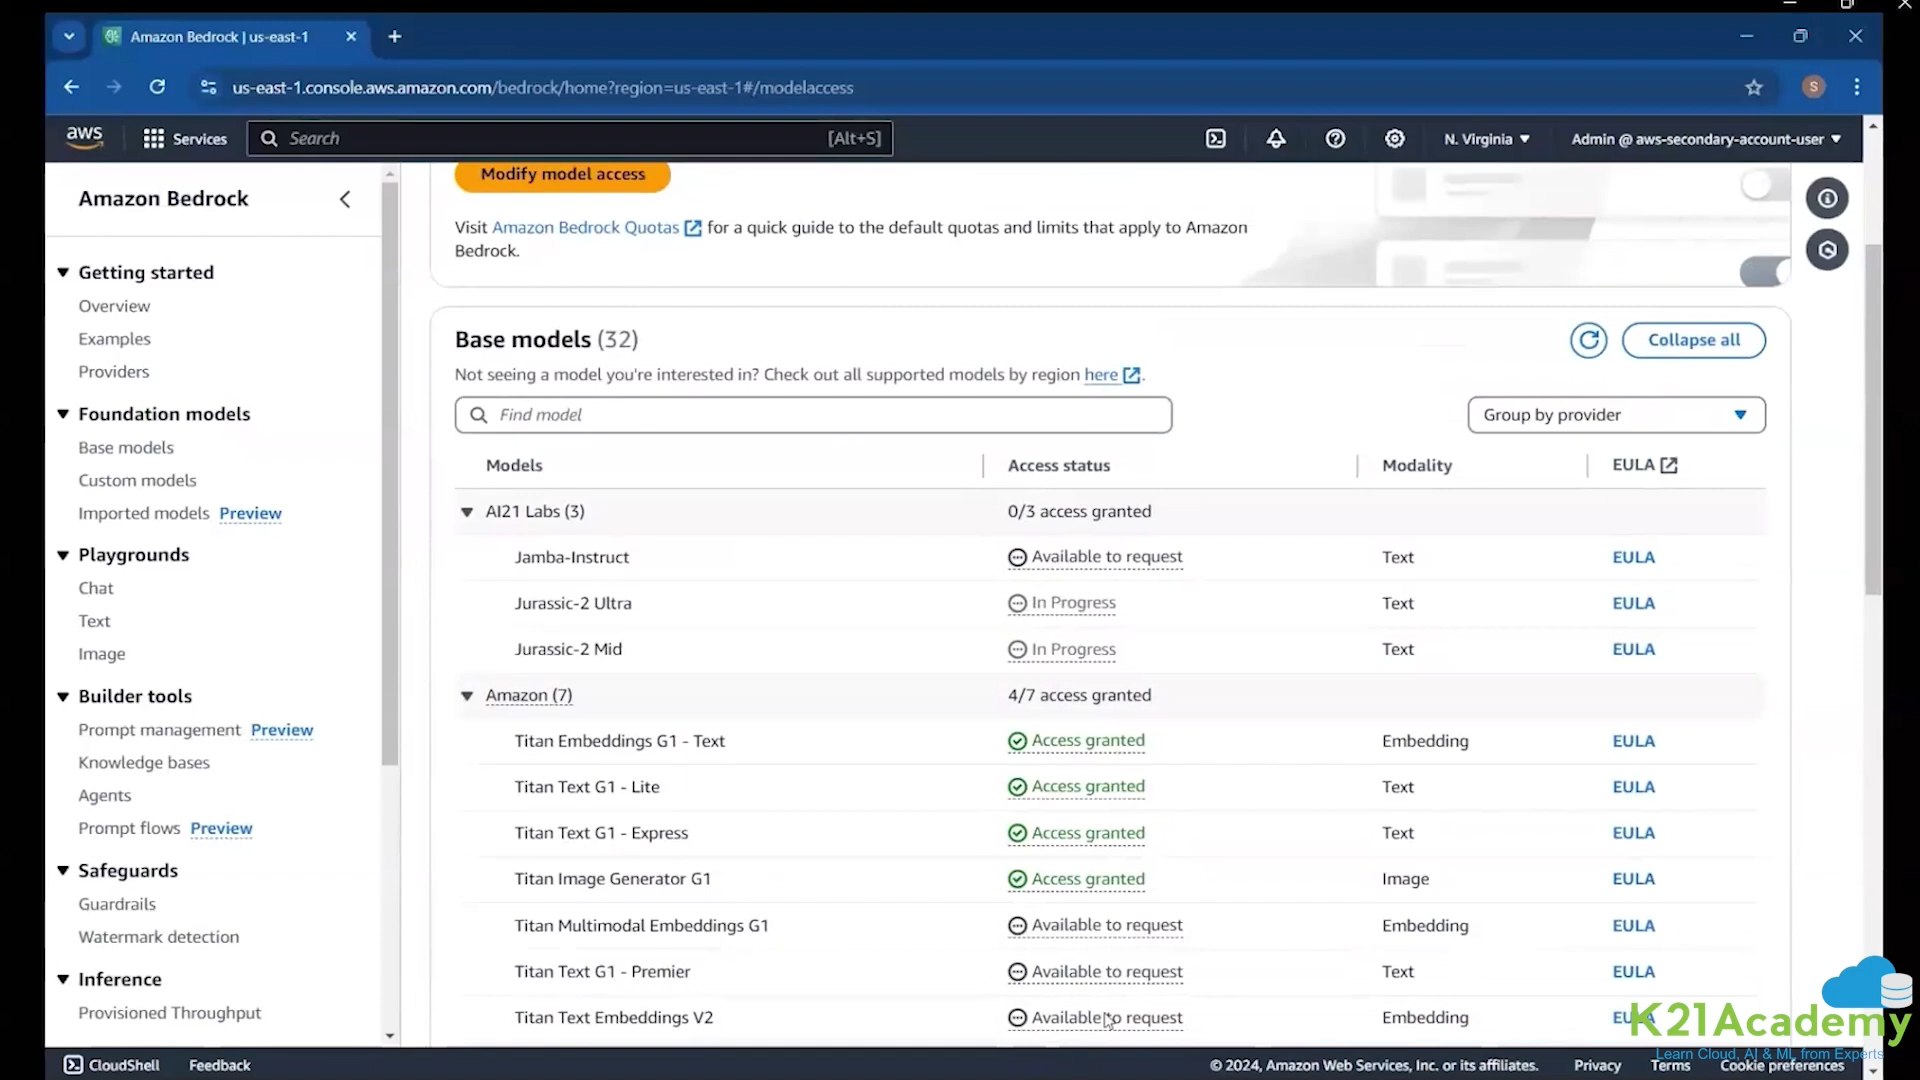 Amazon Bedrock | us-east-1
us-east-1.console.aws.amazon.com/bedrock/home?region=us-east-1#/modelaccess
S
aws
Services
Search
[Alt+S]
N. Virginia
Admin @ aws-secondary-account-user
Amazon Bedrock
Getting started
Overview
Examples
Providers
Foundation models
Base models
Custom models
Imported models Preview
Playgrounds
Chat
Text
Image
Builder tools
Prompt management Preview
Knowledge bases
Agents
Prompt flows Preview
Safeguards
Guardrails
Watermark detection
Inference
Provisioned Throughput
Modify model access
Visit Amazon Bedrock Quotas for a quick guide to the default quotas and limits that apply to Amazon
Bedrock.
Base models (32)
Collapse all
Not seeing a model you're interested in? Check out all supported models by region here.
Find model
Group by provider
Models Access status Modality EULA
AI21 Labs (3) 0/3 access granted
Jamba-Instruct Available to request Text EULA
Jurassic-2 Ultra In Progress Text EULA
Jurassic-2 Mid In Progress Text EULA
Amazon (7) 4/7 access granted
Titan Embeddings G1 - Text Access granted Embedding EULA
Titan Text G1 - Lite Access granted Text EULA
Titan Text G1 - Express Access granted Text EULA
Titan Image Generator G1 Access granted Image EULA
Titan Multimodal Embeddings G1 Available to request Embedding EULA
Titan Text G1 - Premier Available to request Text EULA
Titan Text Embeddings V2 Available to request Embedding
K21Academy
Learn Cloud, AI & ML from Experts
CloudShell
Feedback
© 2024, Amazon Web Services, Inc. or its affiliates.
Privacy
Terms
Cookie preferences